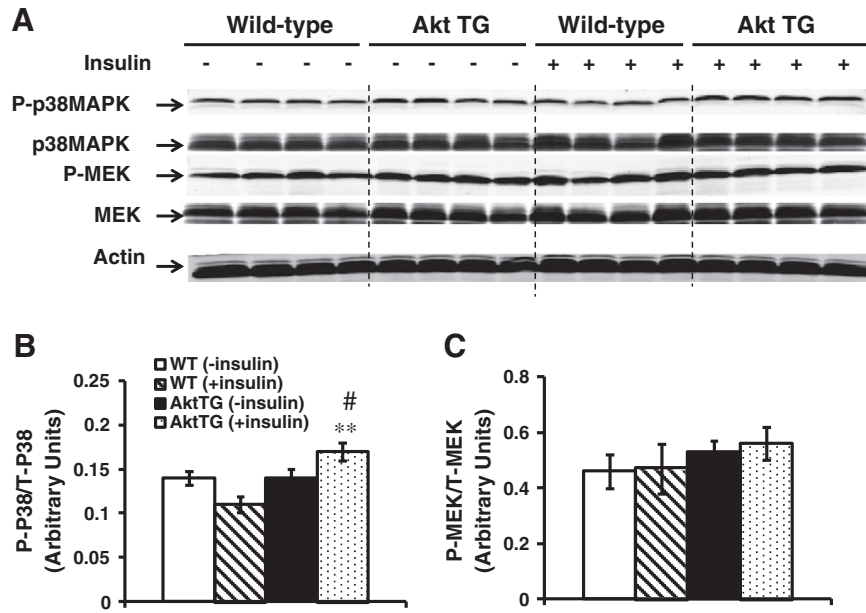 A
Wild-type Akt TG Wild-type Akt TG
Insulin - - - - - - - - + + + + + + + +
P-p38MAPK
p38MAPK
P-MEK
MEK
Actin
B
WT (-insulin)
WT (+insulin)
AktTG (-insulin)
AktTG (+insulin)
0.25
0.2
0.15
0.1
0.05
0
P-P38/T-P38
(Arbitrary Units)
#
**
C
0.8
0.6
0.4
0.2
0
P-MEK/T-MEK
(Arbitrary Units)